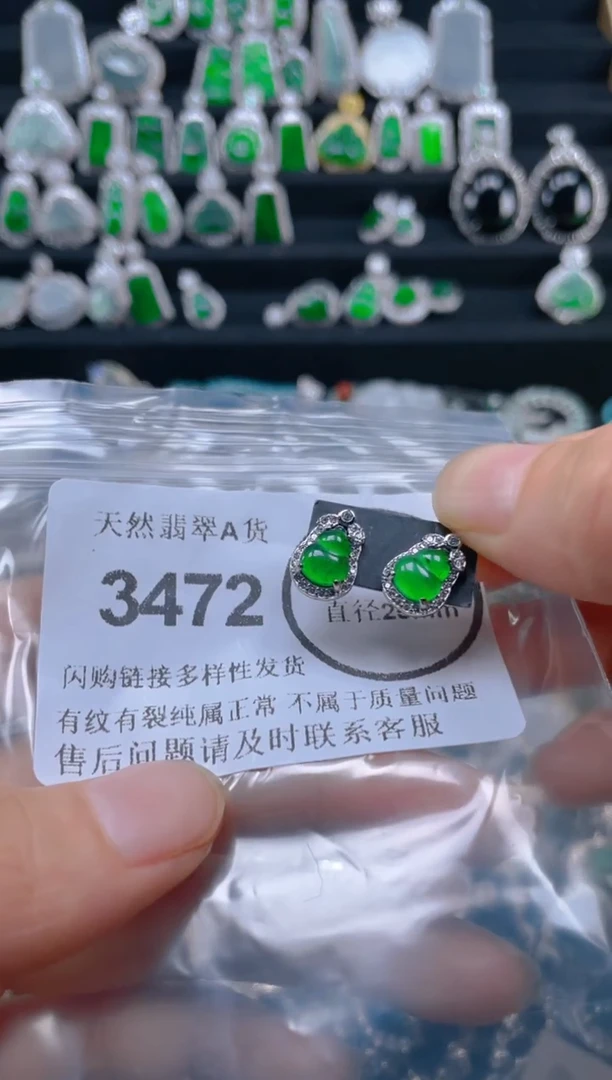 天然翡翠A货
3472
直径2
闪购链接多样性发货
有纹有裂纯属正常 不属于质量问题
售后问题请及时联系客服